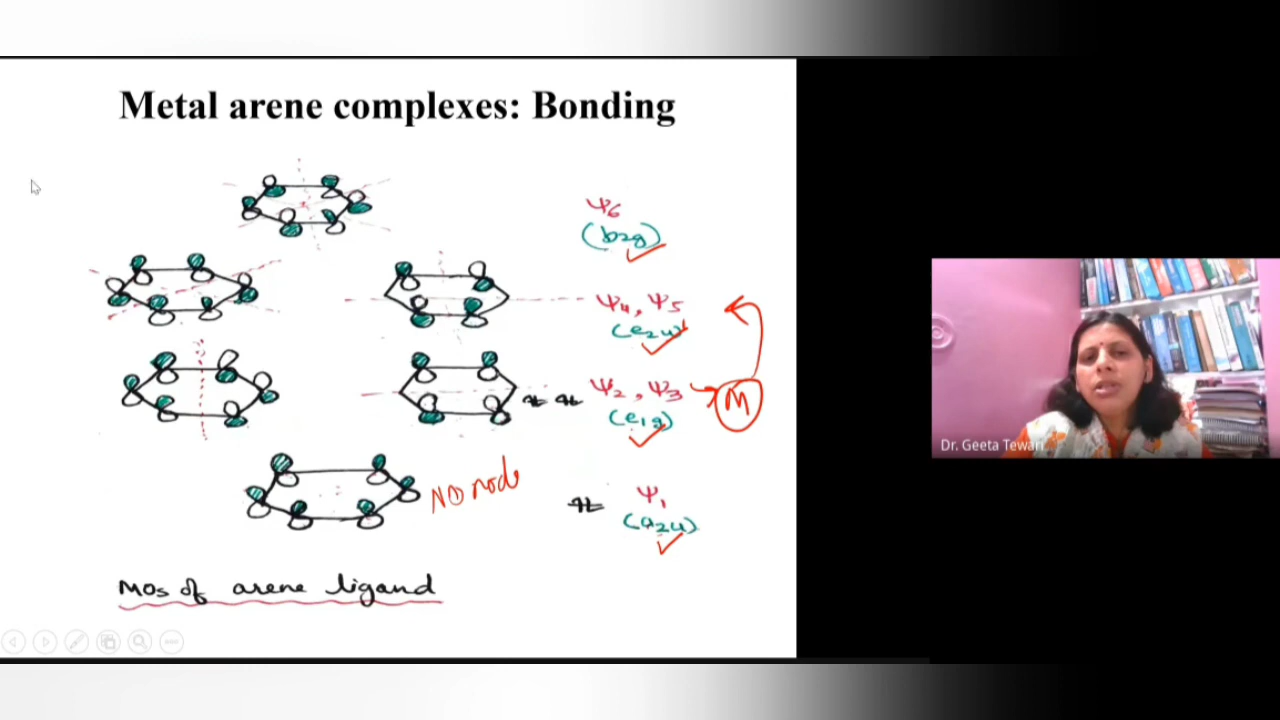 Metal arene complexes: Bonding
Ψ6
(b2g)
Ψ4, Ψ5
(e2u)
Ψ2, Ψ3
(e1g)
M
NO node
Ψ1
(a2u)
MOs of arene ligand
Dr. Geeta Tewari